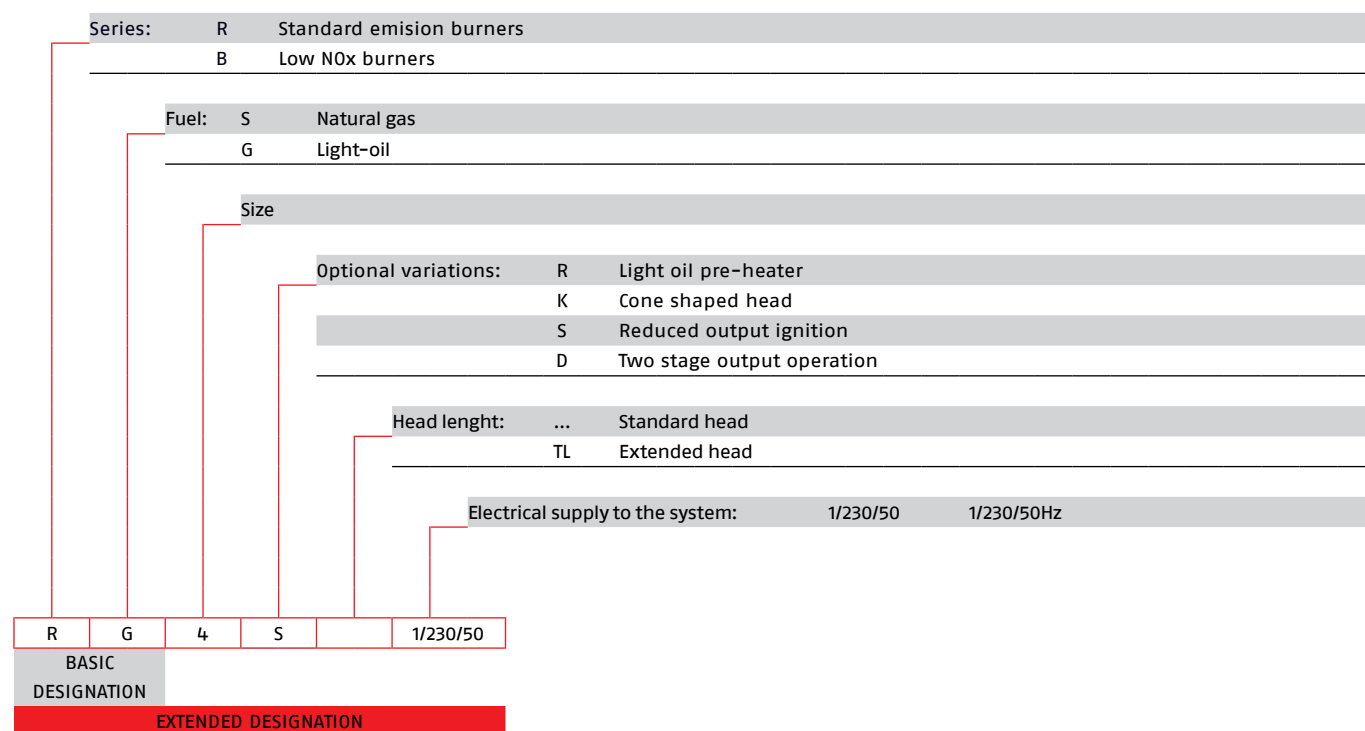 Series: R Standard emision burners
B Low NOx burners
Fuel: S Natural gas
G Light-oil
Size
Optional variations: R Light oil pre-heater
K Cone shaped head
S Reduced output ignition
D Two stage output operation
Head lenght: ... Standard head
TL Extended head
Electrical supply to the system: 1/230/50 1/230/50Hz
R G 4 S 1/230/50
BASIC
DESIGNATION
EXTENDED DESIGNATION